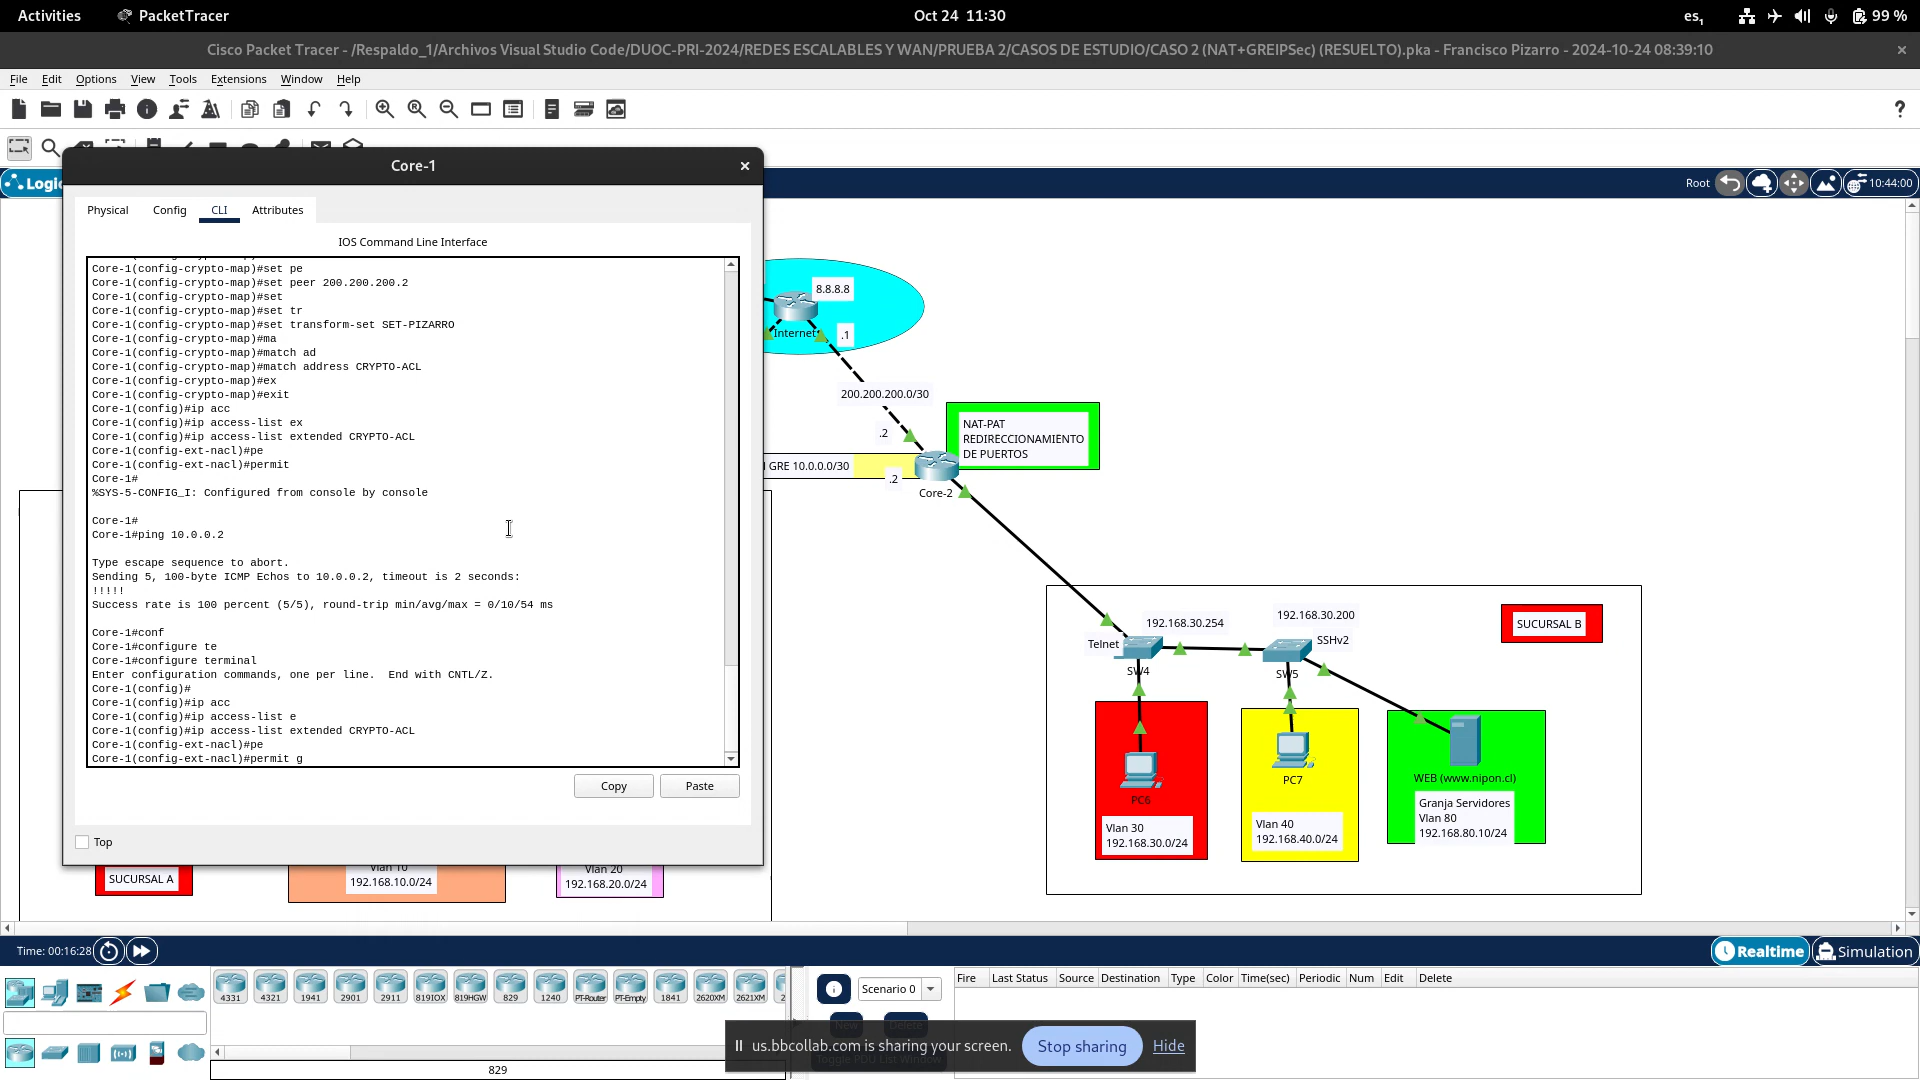 Activities
PacketTracer
Oct 24 11:30
es1
99 %
Cisco Packet Tracer - /Respaldo_1/Archivos Visual Studio Code/DUOC-PRI-2024/REDES ESCALABLES Y WAN/PRUEBA 2/CASOS DE ESTUDIO/CASO 2 (NAT+GREIPSec) (RESUELTO).pka - Francisco Pizarro - 2024-10-24 08:39:10
File Edit Options View Tools Extensions Window Help
Core-1
Root
10:44:00
Physical Config CLI Attributes
IOS Command Line Interface
Core-1(config-crypto-map)#set pe
Core-1(config-crypto-map)#set peer 200.200.200.2
Core-1(config-crypto-map)#set
Core-1(config-crypto-map)#set tr
Core-1(config-crypto-map)#set transform-set SET-PIZARRO
Core-1(config-crypto-map)#ma
Core-1(config-crypto-map)#match ad
Core-1(config-crypto-map)#match address CRYPTO-ACL
Core-1(config-crypto-map)#ex
Core-1(config-crypto-map)#exit
Core-1(config)#ip acc
Core-1(config)#ip access-list ex
Core-1(config)#ip access-list extended CRYPTO-ACL
Core-1(config-ext-nacl)#pe
Core-1(config-ext-nacl)#permit
Core-1#
%SYS-5-CONFIG_I: Configured from console by console
Core-1#
Core-1#ping 10.0.0.2
Type escape sequence to abort.
Sending 5, 100-byte ICMP Echos to 10.0.0.2, timeout is 2 seconds:
!!!!!
Success rate is 100 percent (5/5), round-trip min/avg/max = 0/10/54 ms
Core-1#conf
Core-1#configure te
Core-1#configure terminal
Enter configuration commands, one per line.  End with CNTL/Z.
Core-1(config)#
Core-1(config)#ip acc
Core-1(config)#ip access-list e
Core-1(config)#ip access-list extended CRYPTO-ACL
Core-1(config-ext-nacl)#pe
Core-1(config-ext-nacl)#permit g
Copy
Paste
Top
8.8.8.8
Internet
.1
200.200.200.0/30
.2
NAT-PAT
REDIRECCIONAMIENTO
DE PUERTOS
GRE 10.0.0.0/30
.2
Core-2
192.168.30.254
192.168.30.200
SUCURSAL B
Telnet
SSHv2
SW4
SW5
PC6
PC7
WEB (www.nipon.cl)
Vlan 30
192.168.30.0/24
Vlan 40
192.168.40.0/24
Granja Servidores
Vlan 80
192.168.80.10/24
SUCURSAL A
Vlan 10
192.168.10.0/24
Vlan 20
192.168.20.0/24
Time: 00:16:28
Realtime
Simulation
4331 4321 1941 2901 2911 819IOX 819HGW 829 1240 PT-Router PT-Empty 1841 2620XM 2621XM
829
Scenario 0
New
Delete
Toggle PDU List Window
Fire Last Status Source Destination Type Color Time(sec) Periodic Num Edit Delete
us.bbcollab.com is sharing your screen.
Stop sharing
Hide